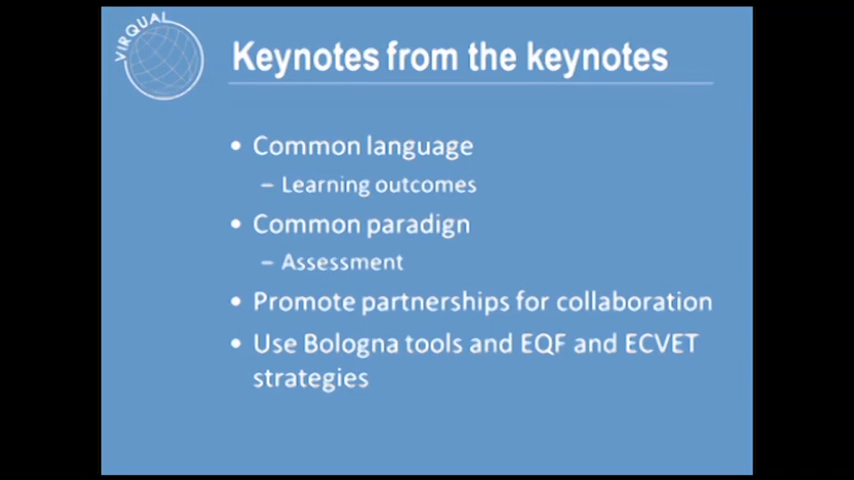 VIRQUAL
Keynotes from the keynotes
• Common language
– Learning outcomes
• Common paradign
– Assessment
• Promote partnerships for collaboration
• Use Bologna tools and EQF and ECVET
strategies